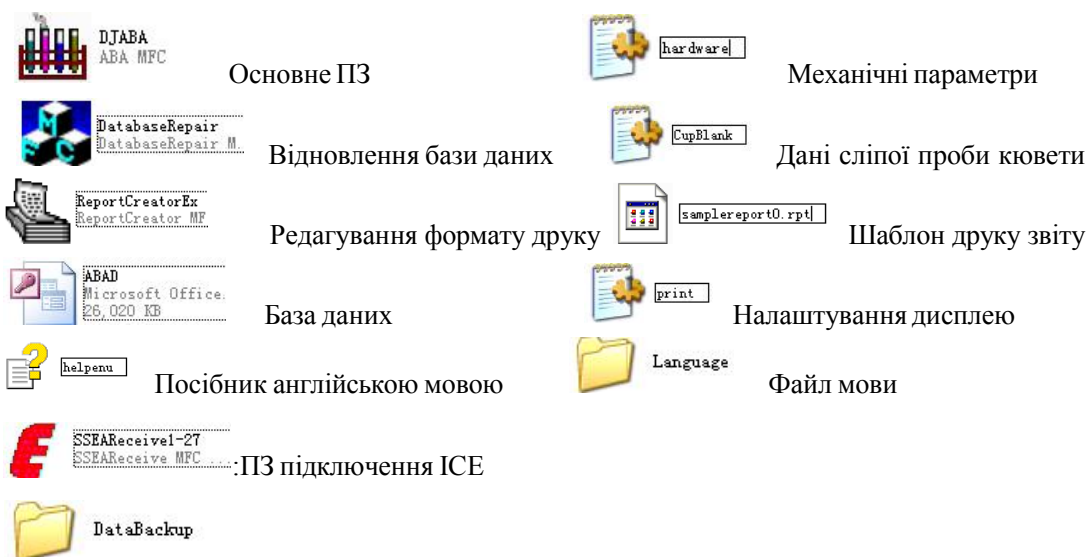 DJABA
ABA MFC
Основне ПЗ
hardware
Механічні параметри
DatabaseRepair
DatabaseRepair M.
Відновлення бази даних
CupBlank
Дані сліпої проби кювети
ReportCreatorEx
ReportCreator MF
Редагування формату друку
samplereport0.rpt
Шаблон друку звіту
ABAD
Microsoft Office.
26,020 KB
База даних
print
Налаштування дисплею
helpenu
Посібник англійською мовою
Language
Файл мови
SSEAReceive1-27
SSEAReceive MFC ...
:ПЗ підключення ICE
DataBackup